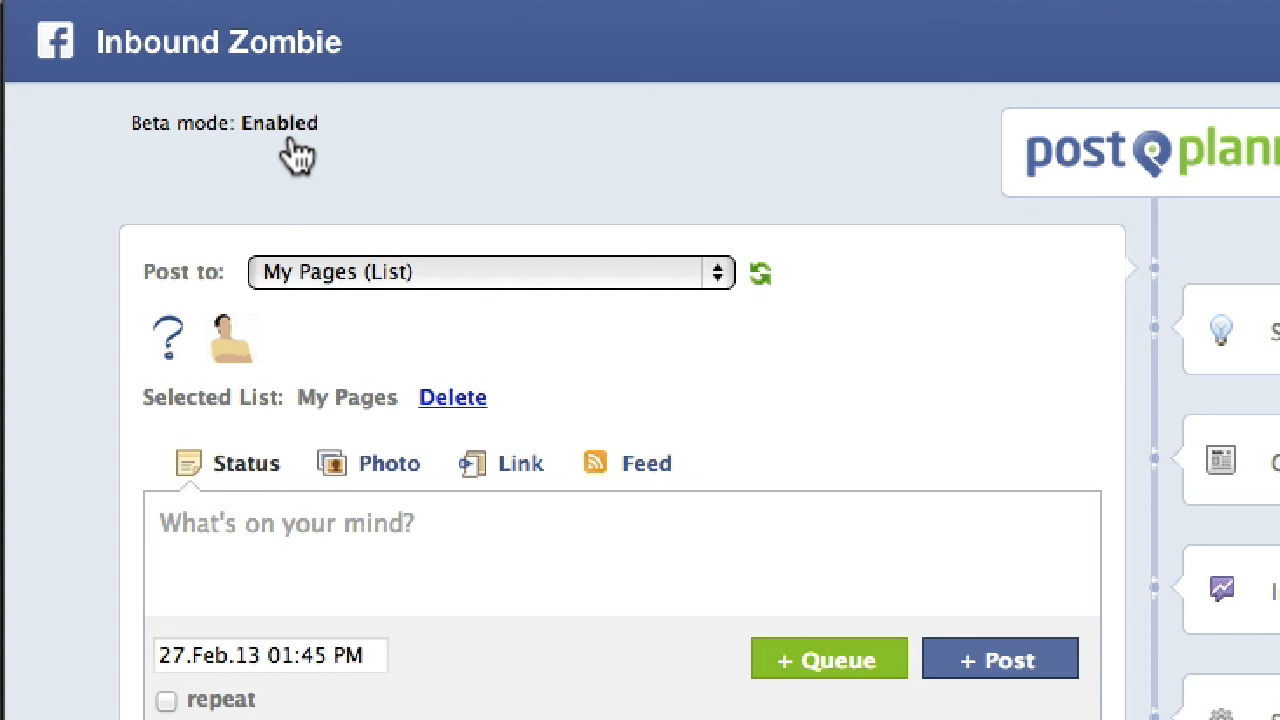 Inbound Zombie
Beta mode: Enabled
post plann
Post to: My Pages (List)
Selected List: My Pages Delete
Status Photo Link Feed
What's on your mind?
27.Feb.13 01:45 PM + Queue + Post
repeat